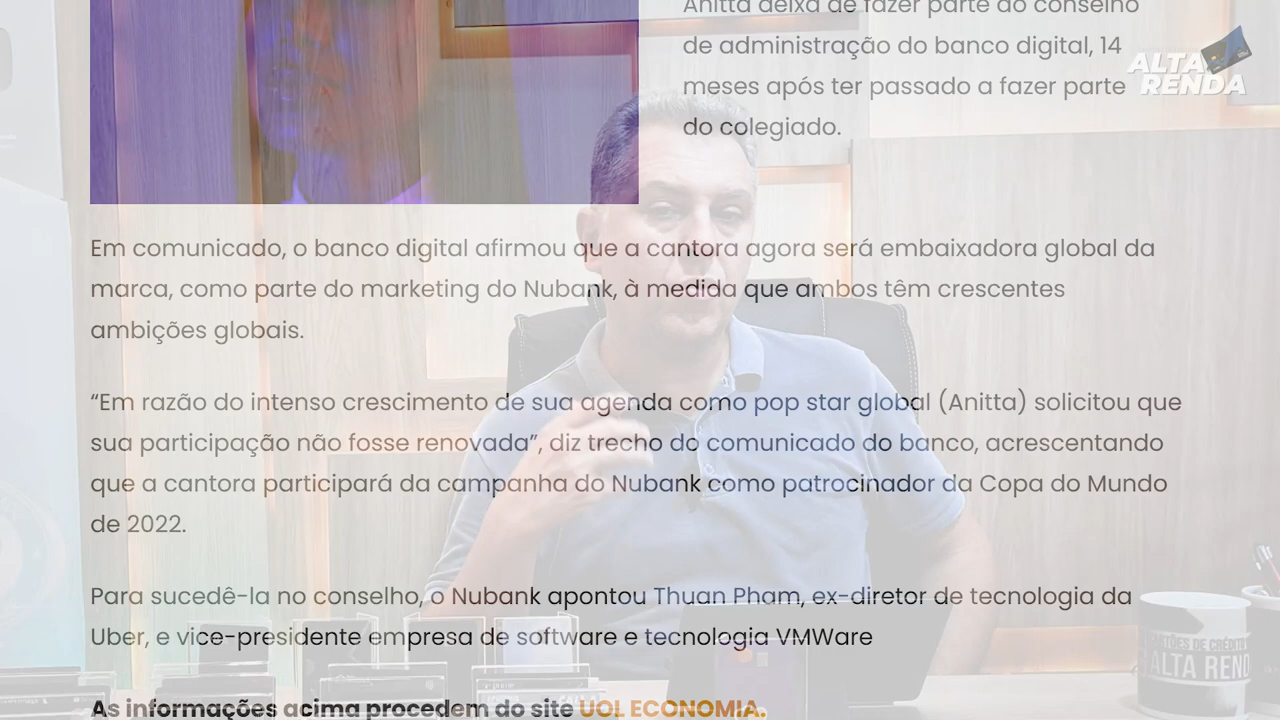 Anitta deixa de fazer parte do conselho
de administração do banco digital, 14
meses após ter passado a fazer parte
do colegiado.
ALTA
RENDA
Em comunicado, o banco digital afirmou que a cantora agora será embaixadora global da
marca, como parte do marketing do Nubank, à medida que ambos têm crescentes
ambições globais.
“Em razão do intenso crescimento de sua agenda como pop star global (Anitta) solicitou que
sua participação não fosse renovada”, diz trecho do comunicado do banco, acrescentando
que a cantora participará da campanha do Nubank como patrocinador da Copa do Mundo
de 2022.
Para sucedê-la no conselho, o Nubank apontou Thuan Pham, ex-diretor de tecnologia da
Uber, e vice-presidente empresa de software e tecnologia VMWare
CARTÕES DE CRÉDITO
ALTA REND
As informações acima procedem do site UOL ECONOMIA.